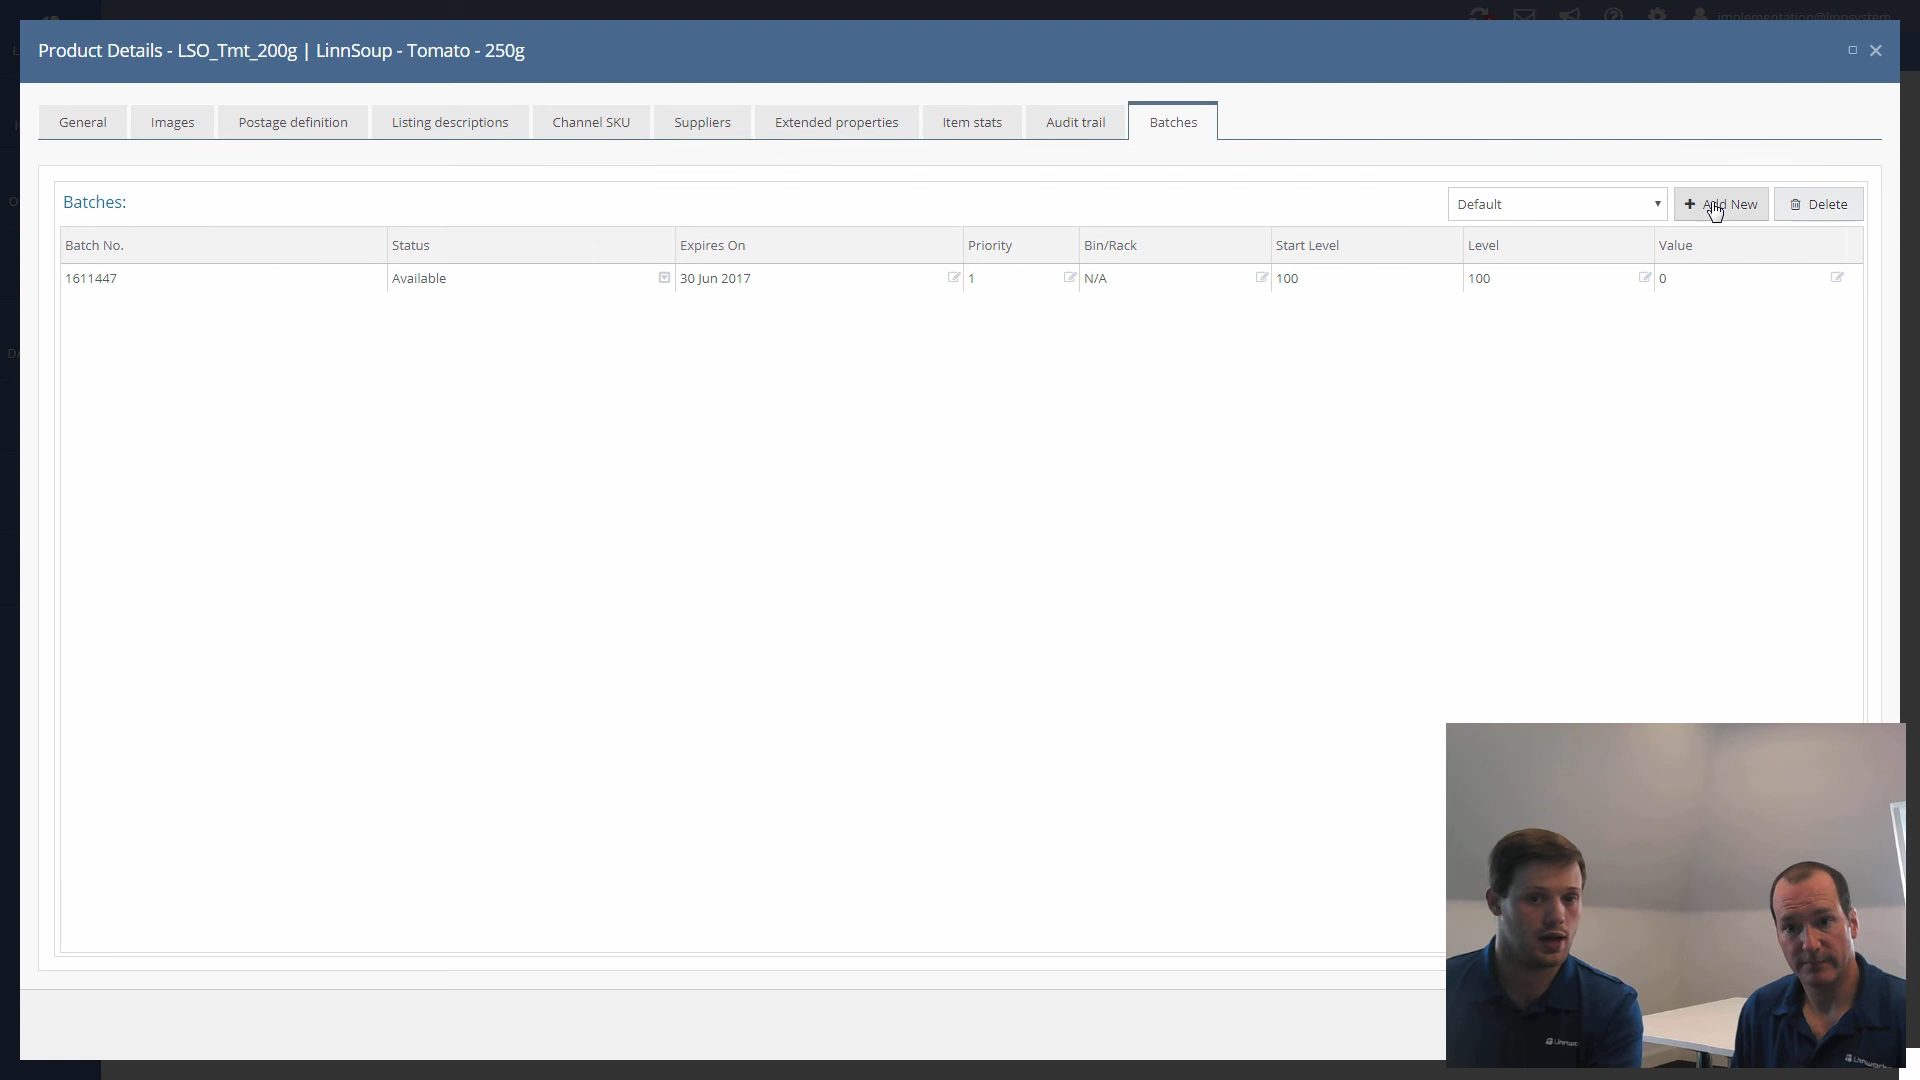 implementation@linnsystem
Product Details - LSO_Tmt_200g | LinnSoup - Tomato - 250g
General Images Postage definition Listing descriptions Channel SKU Suppliers Extended properties Item stats Audit trail Batches
Batches: Default Add New Delete
Batch No. Status Expires On Priority Bin/Rack Start Level Level Value
1611447 Available 30 Jun 2017 1 N/A 100 100 0